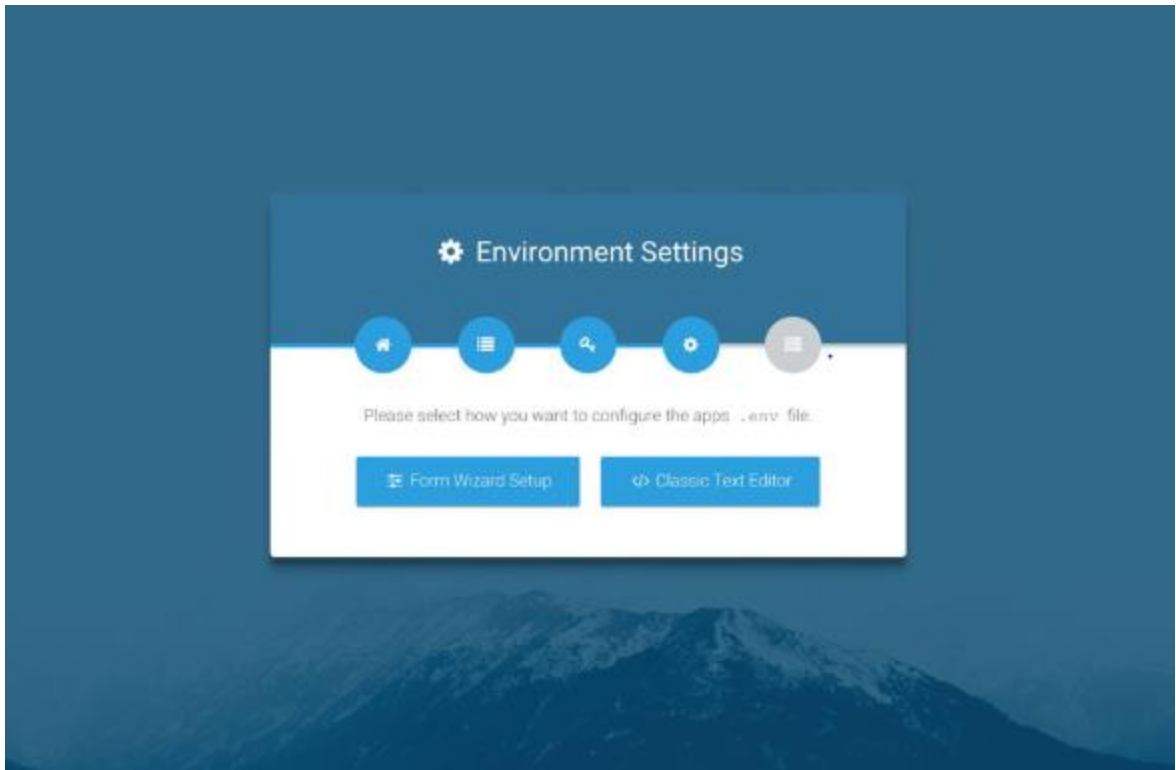 Environment Settings
Please select how you want to configure the apps .env file.
Form Wizard Setup
Classic Text Editor